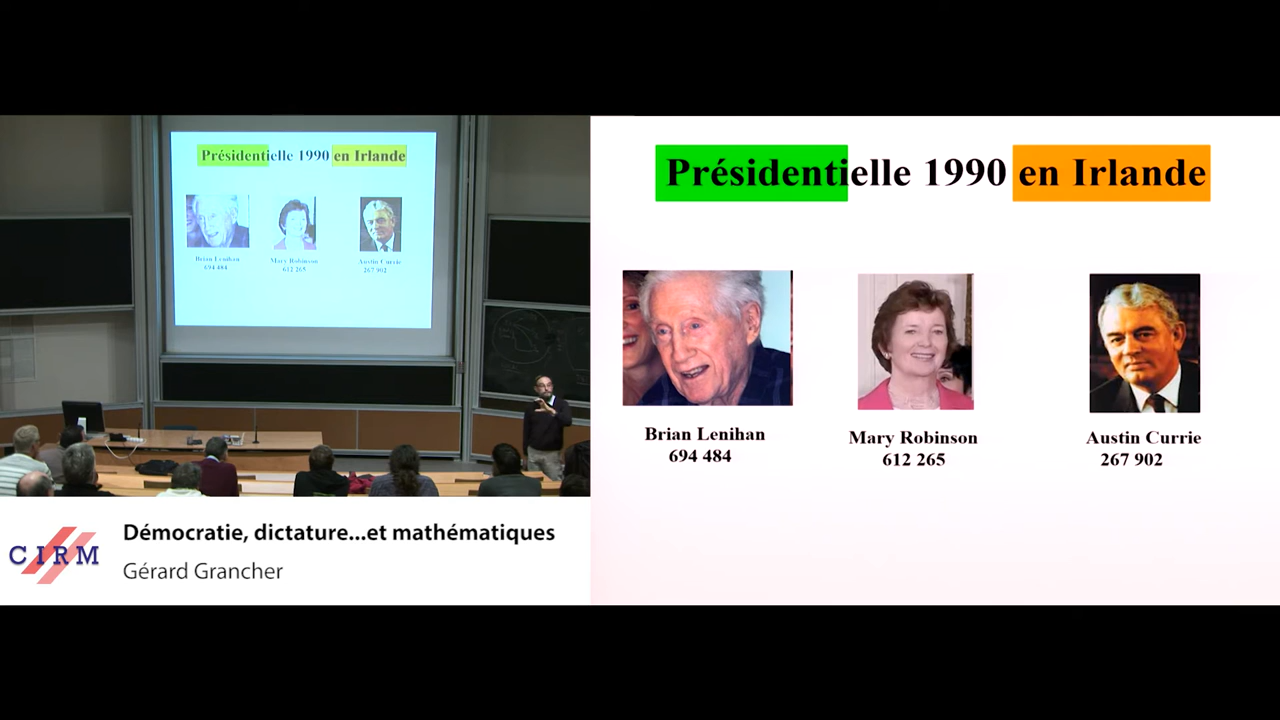 Présidentielle 1990 en Irlande
Brian Lenihan
694 484
Mary Robinson
612 265
Austin Currie
267 902
Présidentielle 1990 en Irlande
Brian Lenihan
694 484
Mary Robinson
612 265
Austin Currie
267 902
CIRM
Démocratie, dictature...et mathématiques
Gérard Grancher